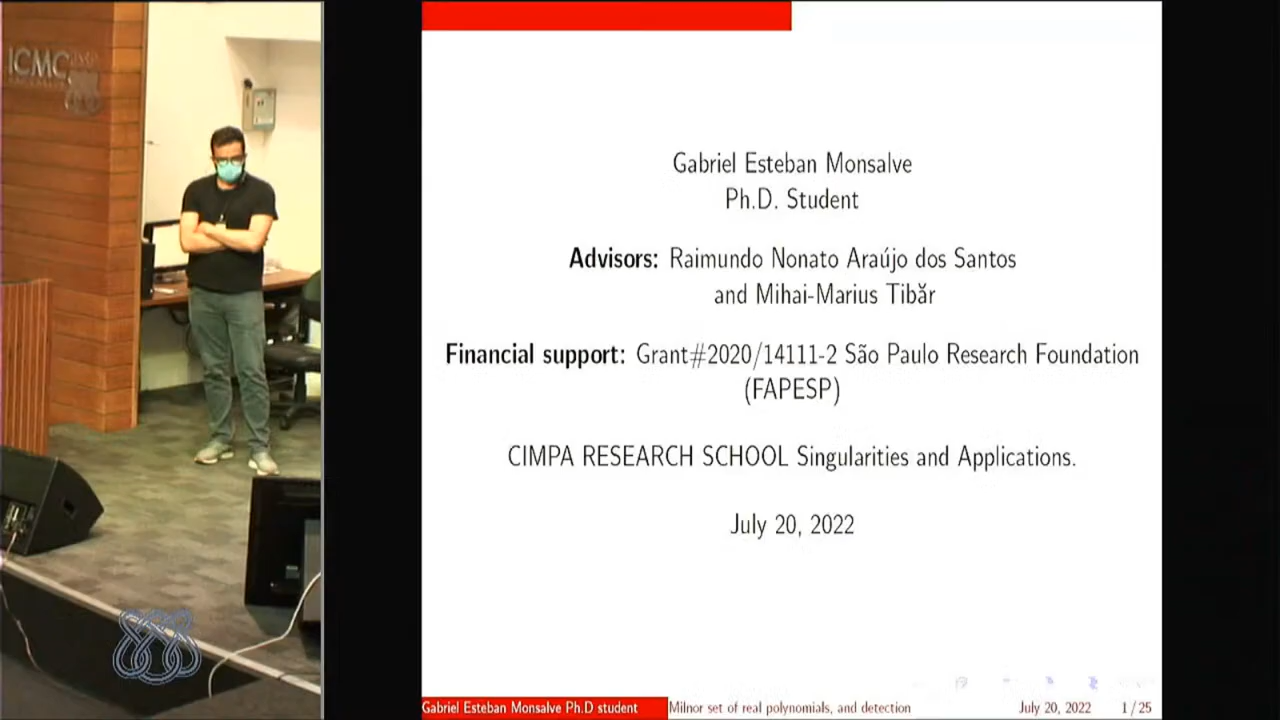 ICMC
Gabriel Esteban Monsalve
Ph.D. Student
Advisors: Raimundo Nonato Araújo dos Santos
and Mihai-Marius Tibăr
Financial support: Grant#2020/14111-2 São Paulo Research Foundation
(FAPESP)
CIMPA RESEARCH SCHOOL Singularities and Applications.
July 20, 2022
Gabriel Esteban Monsalve Ph.D student Milnor set of real polynomials, and detection July 20, 2022 1 / 25